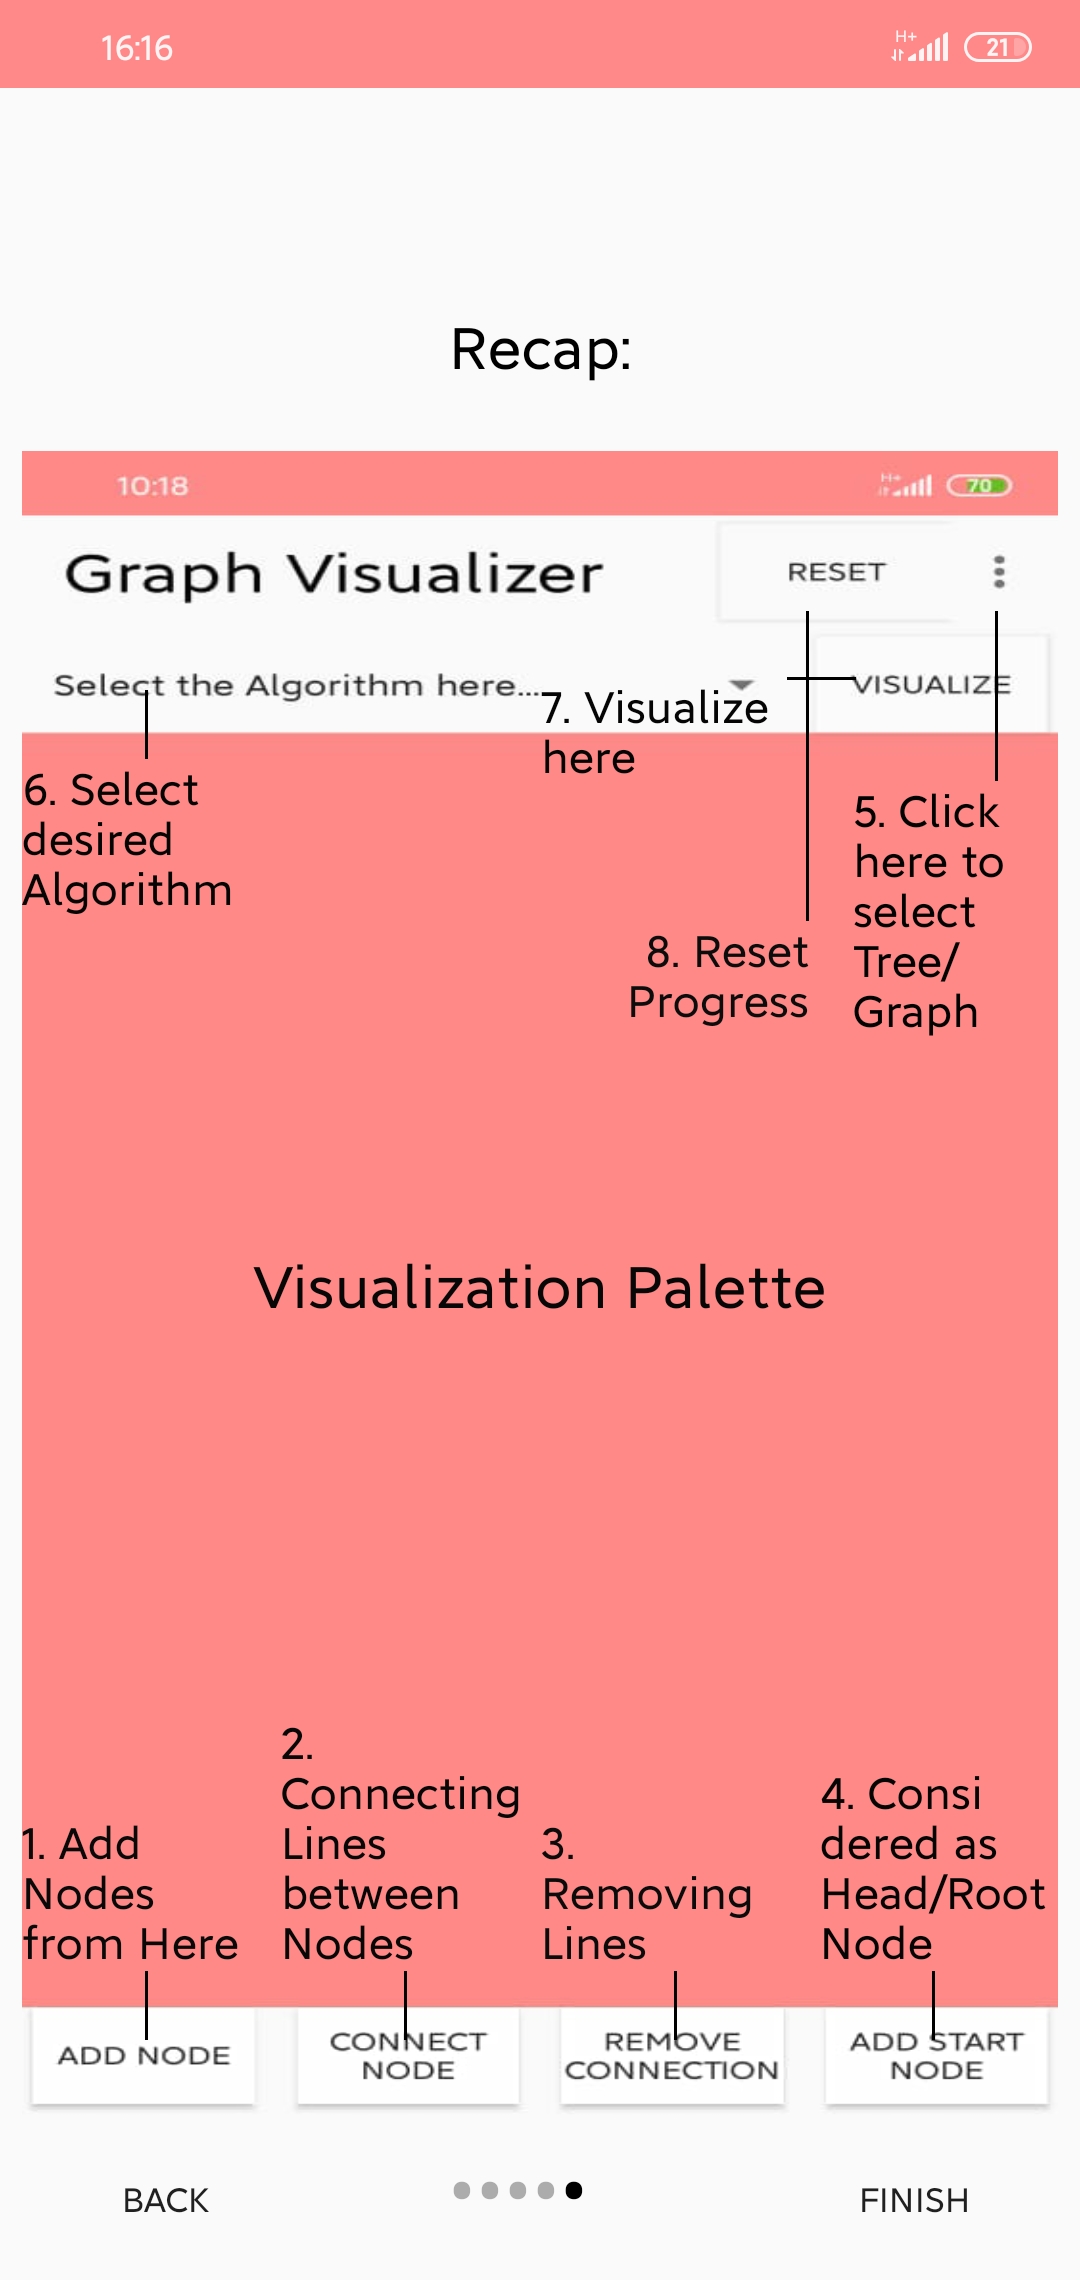 16:16
H+
21
Recap:
10:18
H+
70
Graph Visualizer
RESET
Select the Algorithm here...
VISUALIZE
7. Visualize
here
6. Select
desired
Algorithm
5. Click
here to
select
Tree/
Graph
8. Reset
Progress
Visualization Palette
1. Add
Nodes
from Here
2.
Connecting
Lines
between
Nodes
3.
Removing
Lines
4. Consi
dered as
Head/Root
Node
ADD NODE
CONNECT
NODE
REMOVE
CONNECTION
ADD START
NODE
BACK
FINISH